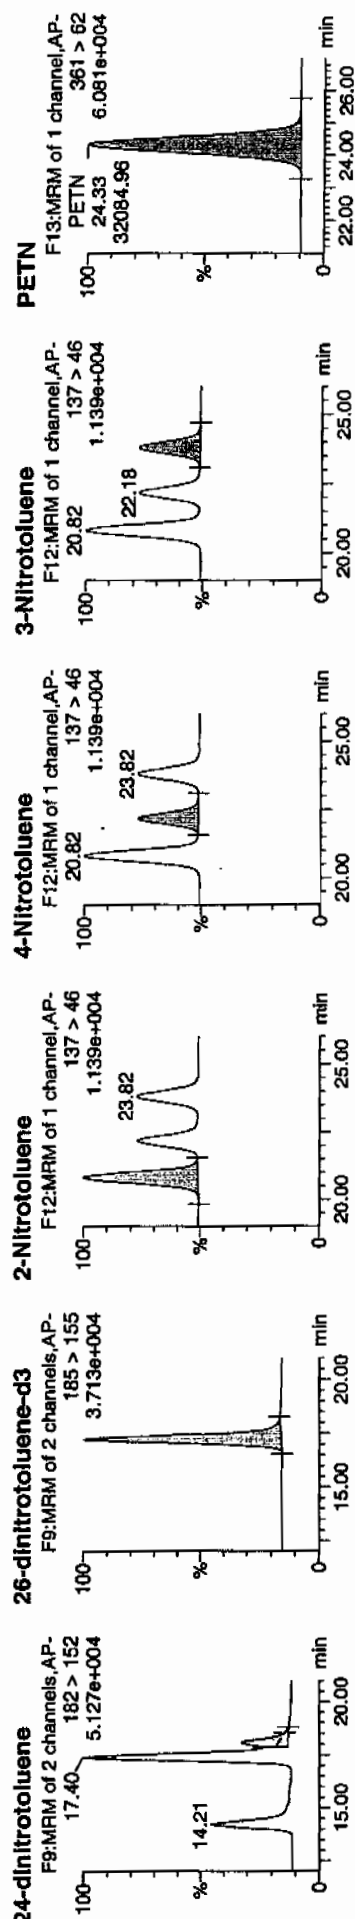 24-dinitrotoluene
F9:MRM of 2 channels,AP-
182 > 152
5.127e+004
17.40
14.21
100
%
0
15.00
20.00
min
26-dinitrotoluene-d3
F9:MRM of 2 channels,AP-
185 > 155
3.713e+004
100
%
0
15.00
20.00
min
2-Nitrotoluene
F12:MRM of 1 channel,AP-
137 > 46
1.139e+004
23.82
100
%
0
20.00
25.00
min
4-Nitrotoluene
F12:MRM of 1 channel,AP-
137 > 46
1.139e+004
20.82
23.82
100
%
0
20.00
25.00
min
3-Nitrotoluene
F12:MRM of 1 channel,AP-
137 > 46
1.139e+004
20.82
22.18
100
%
0
20.00
25.00
min
PETN
F13:MRM of 1 channel,AP-
361 > 62
6.081e+004
PETN
24.33
32084.96
100
%
0
22.00
24.00
26.00
min